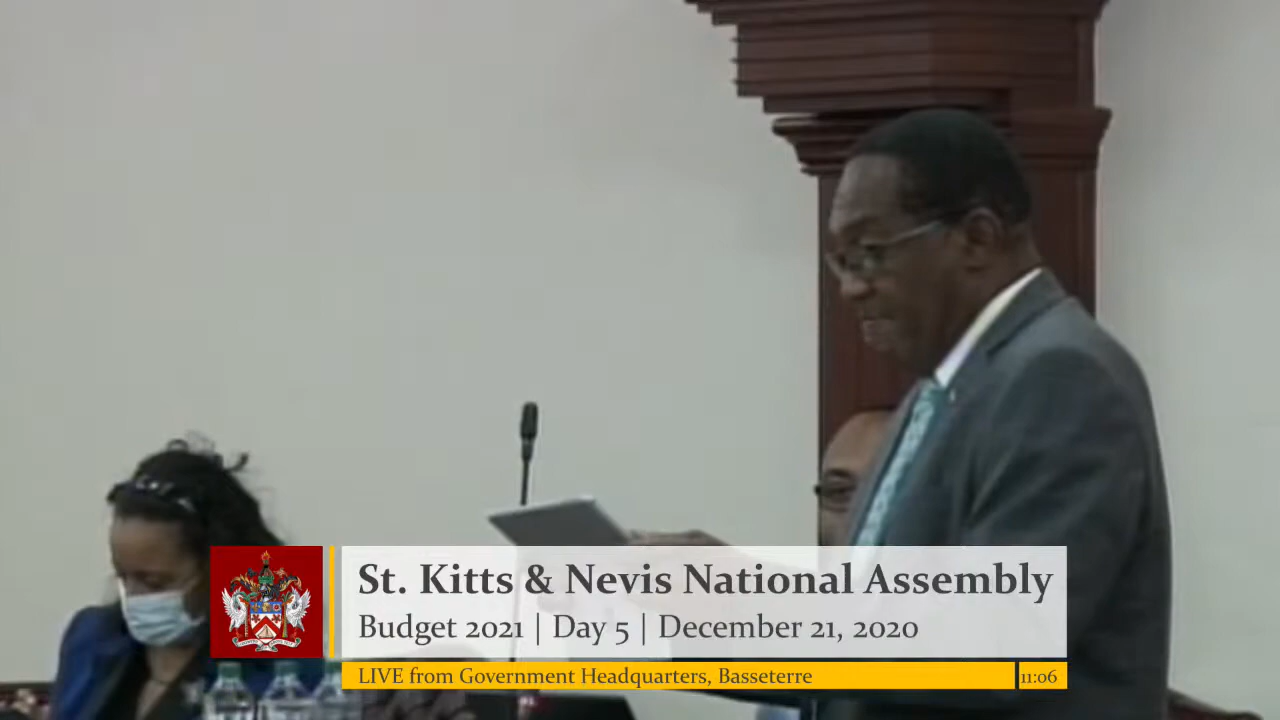 St. Kitts & Nevis National Assembly
Budget 2021 | Day 5 | December 21, 2020
LIVE from Government Headquarters, Basseterre
11:06